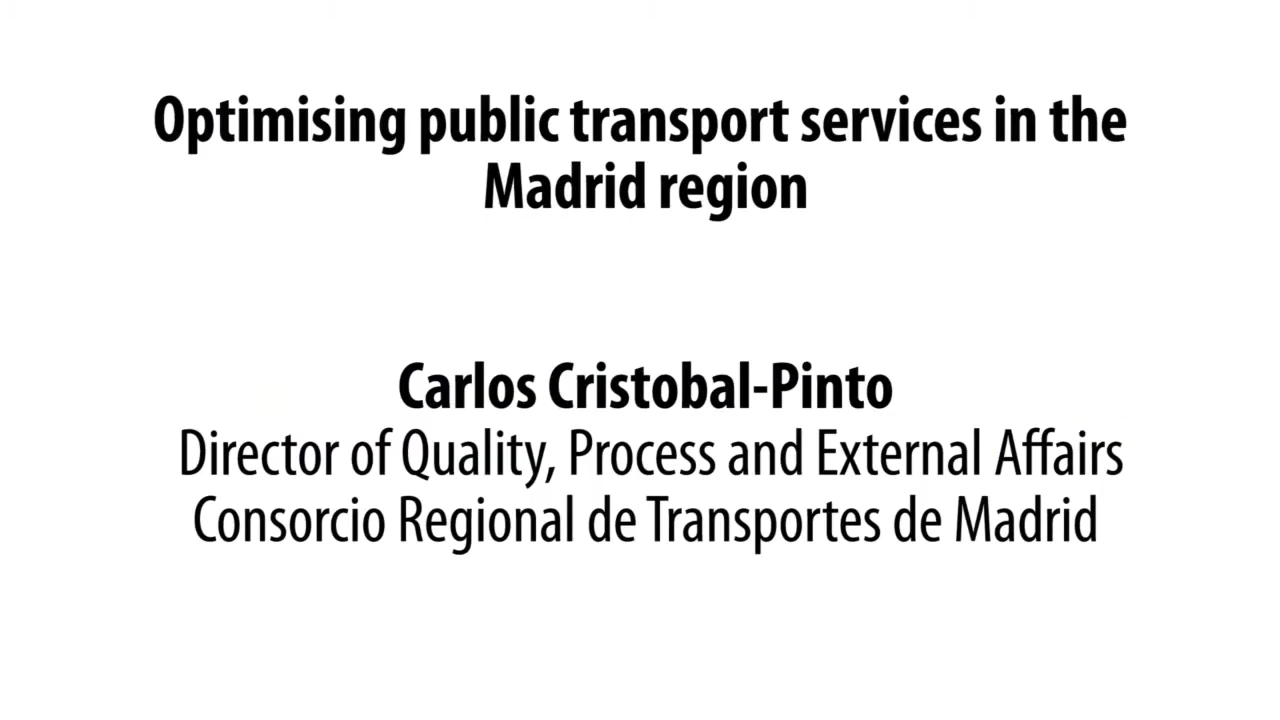 Optimising public transport services in the
Madrid region
Carlos Cristobal-Pinto
Director of Quality, Process and External Affairs
Consorcio Regional de Transportes de Madrid